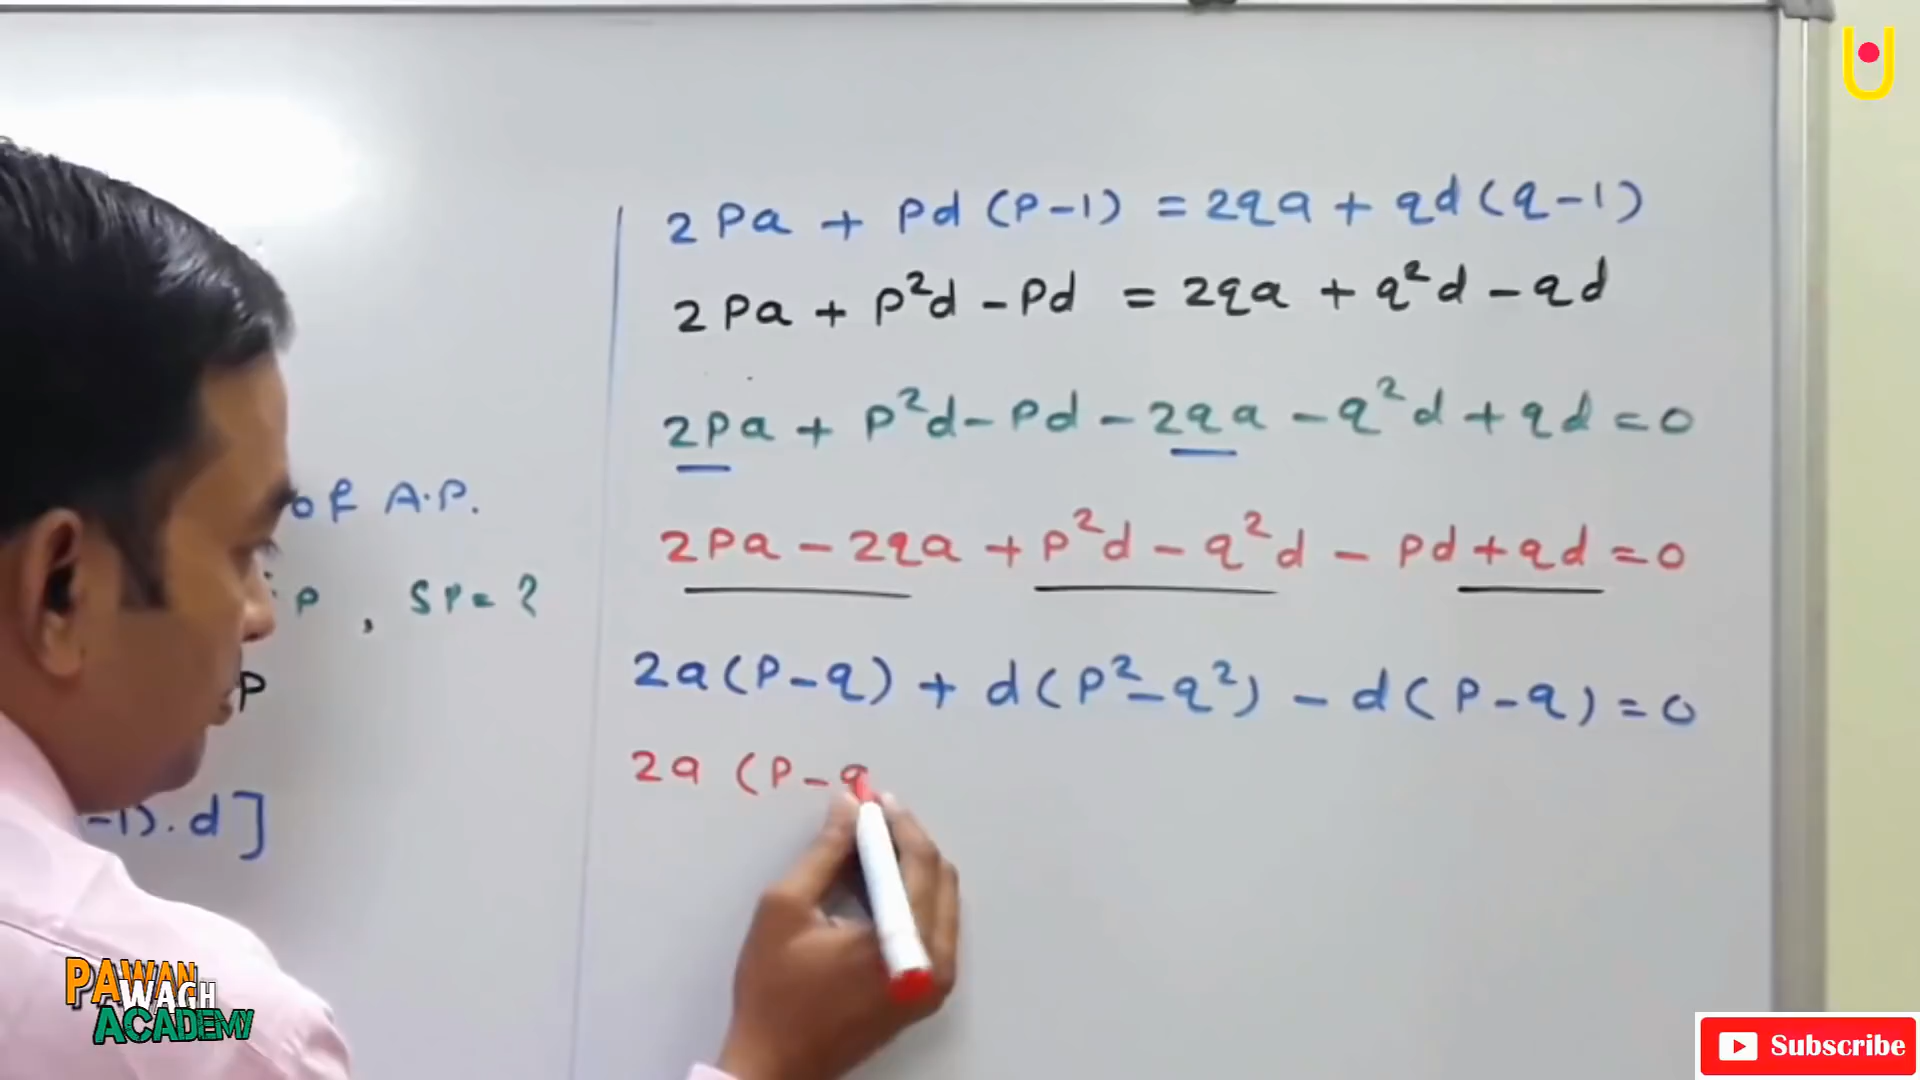 of A.P.
P , SP = ?
P
-1).d]
2Pa + Pd (P-1) = 2qa + qd (q-1)
2Pa + P²d - Pd = 2qa + q²d - qd
2Pa + P²d - Pd - 2qa - q²d + qd = 0
2Pa - 2qa + P²d - q²d - Pd + qd = 0
2a(P-q) + d(P²-q²) - d(P-q) = 0
2a (P-q
PAWAN
WAGH
ACADEMY
Subscribe